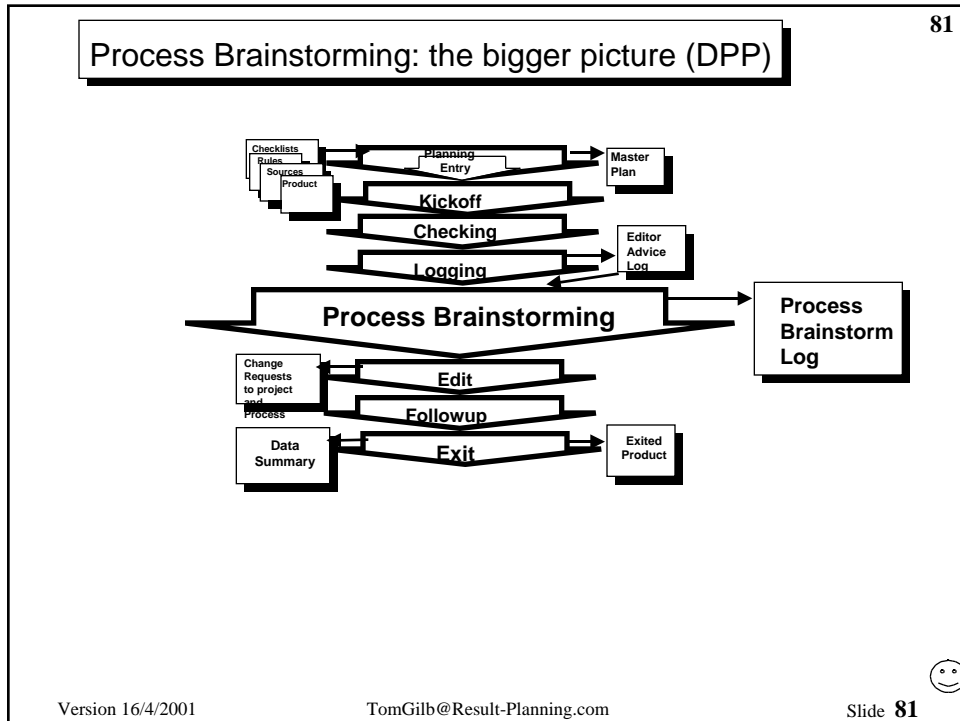 81
Process Brainstorming: the bigger picture (DPP)
Checklists
Rules
Sources
Product
Planning
Entry
Master
Plan
Kickoff
Checking
Editor
Advice
Log
Logging
Process Brainstorming
Process
Brainstorm
Log
Change
Requests
to project
and
Process
Edit
Followup
Data
Summary
Exit
Exited
Product
Version 16/4/2001 TomGilb@Result-Planning.com Slide 81